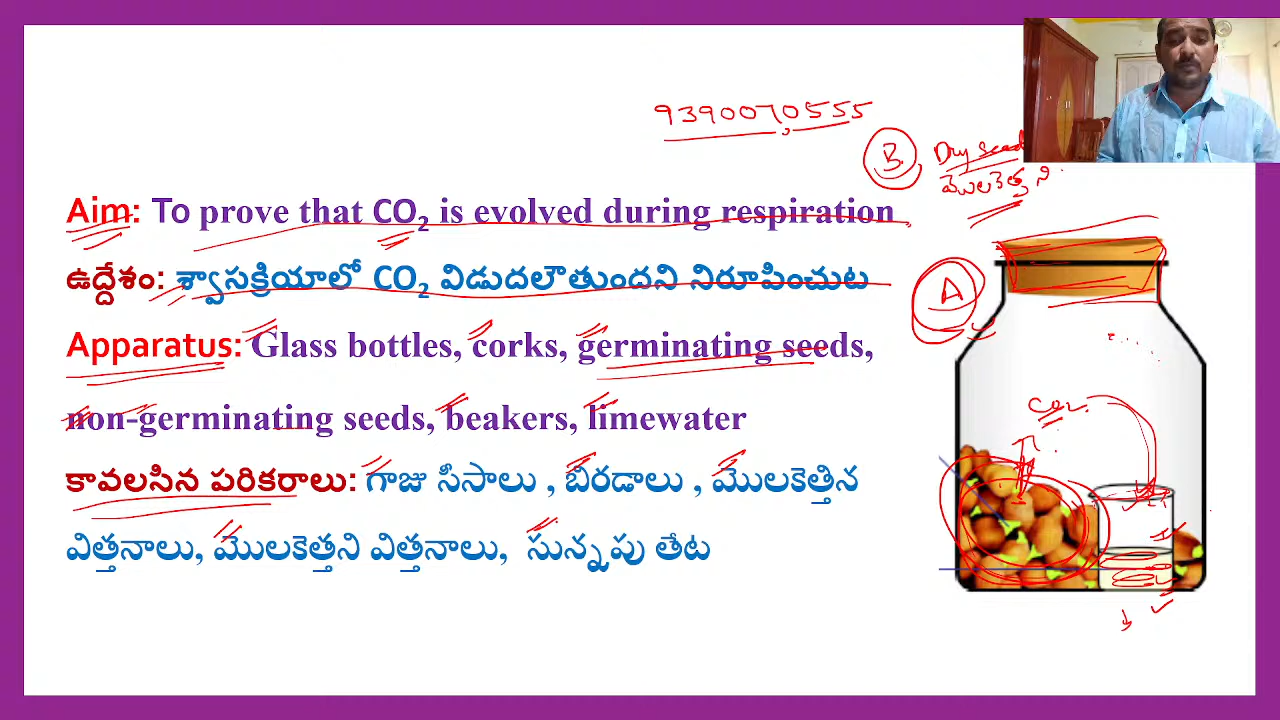 9390070555
B Dry seed
మొలకెత్తని
Aim: To prove that CO₂ is evolved during respiration
ఉద్దేశం: శ్వాసక్రియాలో CO₂ విడుదలౌతుందని నిరూపించుట
A
Apparatus: Glass bottles, corks, germinating seeds,
non-germinating seeds, beakers, limewater
CO₂
కావలసిన పరికరాలు: గాజు సీసాలు , బిరడాలు , మొలకెత్తిన
విత్తనాలు, మొలకెత్తని విత్తనాలు, సున్నపు తేట